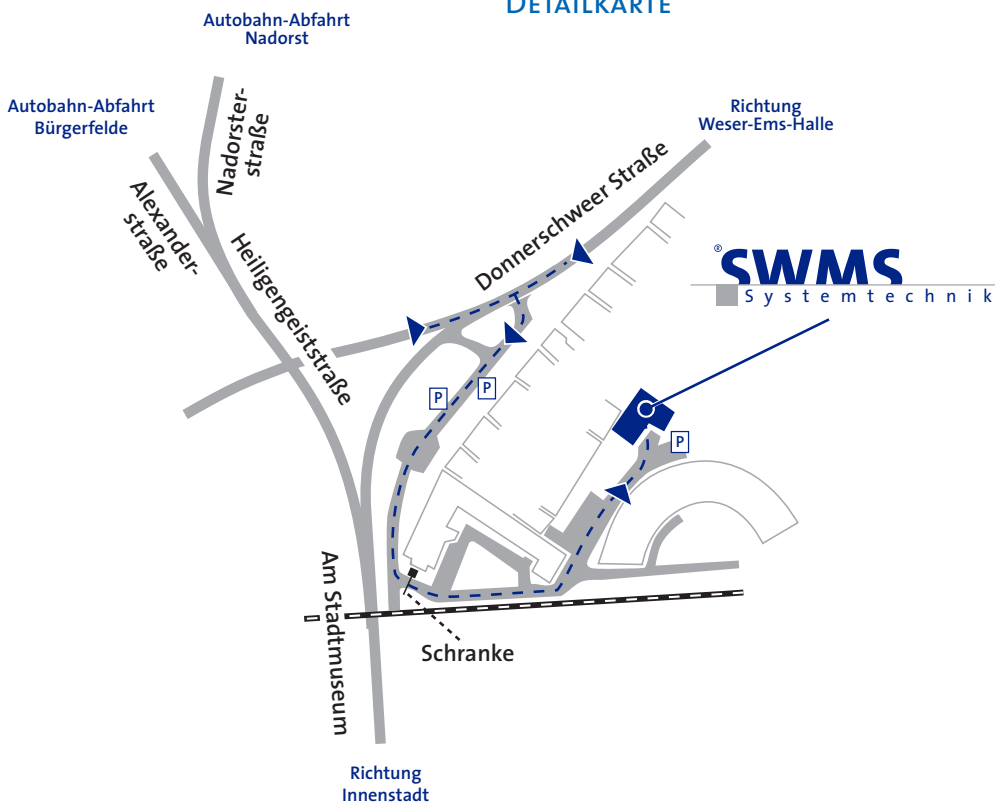 DETAILKARTE
Autobahn-Abfahrt
Nadorst
Autobahn-Abfahrt
Bürgerfelde
Richtung
Weser-Ems-Halle
Nadorster-
straße
Alexander-
straße
Heiligengeiststraße
Donnerschweer Straße
®SWMS
Systemtechnik
P
P
P
Am Stadtmuseum
Schranke
Richtung
Innenstadt